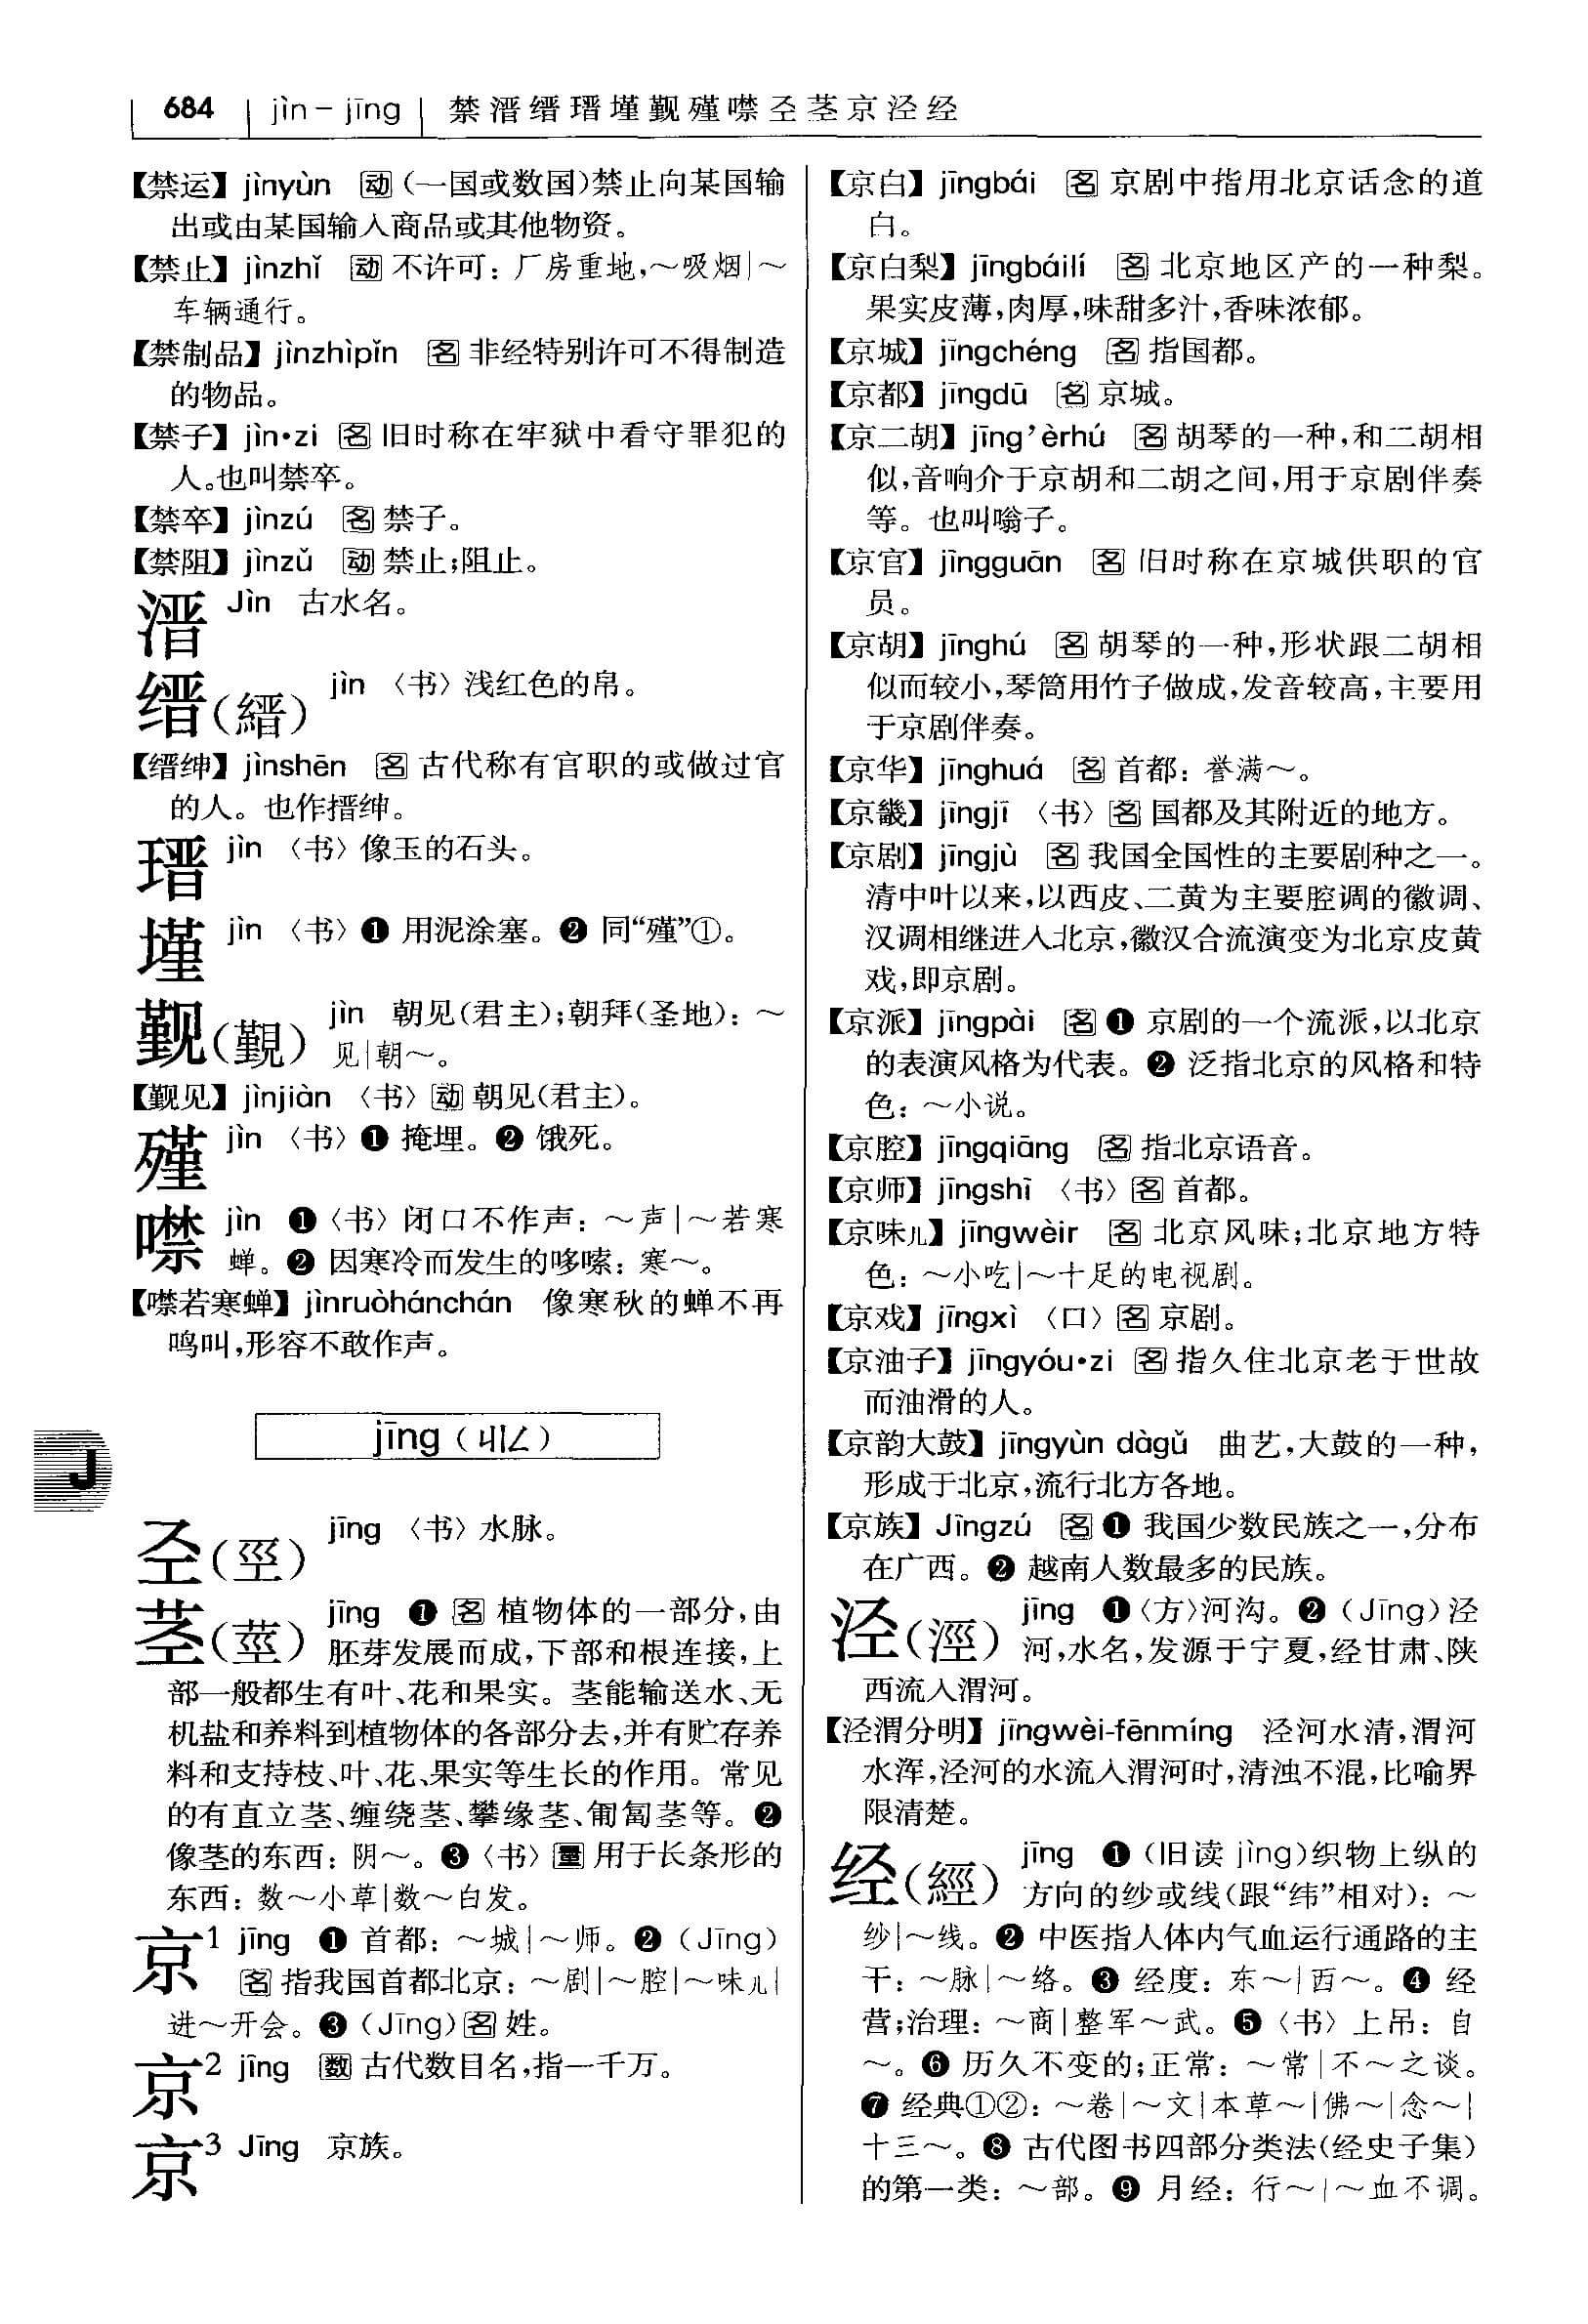 684 jìn – jīng 禁溍缙瑨墐觐殣噤坙茎京泾经
【禁运】 jìnyùn 动 (一国或数国)禁止向某国输
出或由某国输入商品或其他物资。
【禁止】 jìnzhǐ 动 不许可：厂房重地,～吸烟|～
车辆通行。
【禁制品】 jìnzhìpǐn 名 非经特别许可不得制造
的物品。
【禁子】 jìn·zi 名 旧时称在牢狱中看守罪犯的
人。也叫禁卒。
【禁卒】 jìnzú 名 禁子。
【禁阻】 jìnzǔ 动 禁止;阻止。
溍 Jìn 古水名。
缙(縉) jìn 〈书〉浅红色的帛。
【缙绅】 jìnshēn 名 古代称有官职的或做过官
的人。也作搢绅。
瑨 jìn 〈书〉像玉的石头。
墐 jìn 〈书〉❶ 用泥涂塞。❷ 同“殣”①。
觐(覲) jìn 朝见(君主);朝拜(圣地)：～
见|朝～。
【觐见】 jìnjiàn 〈书〉动 朝见(君主)。
殣 jìn 〈书〉❶ 掩埋。❷ 饿死。
噤 jìn ❶〈书〉闭口不作声：～声|～若寒
蝉。❷ 因寒冷而发生的哆嗦：寒～。
【噤若寒蝉】 jìnruòhánchán 像寒秋的蝉不再
鸣叫,形容不敢作声。
jīng (ㄐㄧㄥ)
J
坙(巠) jīng 〈书〉水脉。
茎(莖) jīng ❶ 名 植物体的一部分,由
胚芽发展而成,下部和根连接,上
部一般都生有叶、花和果实。茎能输送水、无
机盐和养料到植物体的各部分去,并有贮存养
料和支持枝、叶、花、果实等生长的作用。常见
的有直立茎、缠绕茎、攀缘茎、匍匐茎等。❷
像茎的东西：阴～。❸〈书〉量 用于长条形的
东西：数～小草|数～白发。
京1 jīng ❶ 首都：～城|～师。❷ (Jīng)
名 指我国首都北京：～剧|～腔|～味儿|
进～开会。❸ (Jīng)名 姓。
京2 jīng 数 古代数目名,指一千万。
京3 Jīng 京族。
【京白】 jīngbái 名 京剧中指用北京话念的道
白。
【京白梨】 jīngbáilí 名 北京地区产的一种梨。
果实皮薄,肉厚,味甜多汁,香味浓郁。
【京城】 jīngchéng 名 指国都。
【京都】 jīngdū 名 京城。
【京二胡】 jīng’èrhú 名 胡琴的一种,和二胡相
似,音响介于京胡和二胡之间,用于京剧伴奏
等。也叫嗡子。
【京官】 jīngguān 名 旧时称在京城供职的官
员。
【京胡】 jīnghú 名 胡琴的一种,形状跟二胡相
似而较小,琴筒用竹子做成,发音较高,主要用
于京剧伴奏。
【京华】 jīnghuá 名 首都：誉满～。
【京畿】 jīngjī 〈书〉名 国都及其附近的地方。
【京剧】 jīngjù 名 我国全国性的主要剧种之一。
清中叶以来,以西皮、二黄为主要腔调的徽调、
汉调相继进入北京,徽汉合流演变为北京皮黄
戏,即京剧。
【京派】 jīngpài 名 ❶ 京剧的一个流派,以北京
的表演风格为代表。❷ 泛指北京的风格和特
色：～小说。
【京腔】 jīngqiāng 名 指北京语音。
【京师】 jīngshī 〈书〉名 首都。
【京味儿】 jīngwèir 名 北京风味;北京地方特
色：～小吃|～十足的电视剧。
【京戏】 jīngxì 〈口〉名 京剧。
【京油子】 jīngyóu·zi 名 指久住北京老于世故
而油滑的人。
【京韵大鼓】 jīngyùn dàgǔ 曲艺,大鼓的一种,
形成于北京,流行北方各地。
【京族】 Jīngzú 名 ❶ 我国少数民族之一,分布
在广西。❷ 越南人数最多的民族。
泾(涇) jīng ❶〈方〉河沟。❷ (Jīng)泾
河,水名,发源于宁夏,经甘肃、陕
西流入渭河。
【泾渭分明】 jīngwèi-fēnmíng 泾河水清,渭河
水浑,泾河的水流入渭河时,清浊不混,比喻界
限清楚。
经(經) jīng ❶ (旧读 jìng)织物上纵的
方向的纱或线(跟“纬”相对)：～
纱|～线。❷ 中医指人体内气血运行通路的主
干：～脉|～络。❸ 经度：东～|西～。❹ 经
营;治理：～商|整军～武。❺〈书〉上吊：自
～。❻ 历久不变的;正常：～常|不～之谈。
❼ 经典①②：～卷|～文|本草～|佛～|念～|
十三～。❽ 古代图书四部分类法(经史子集)
的第一类：～部。❾ 月经：行～|～血不调。